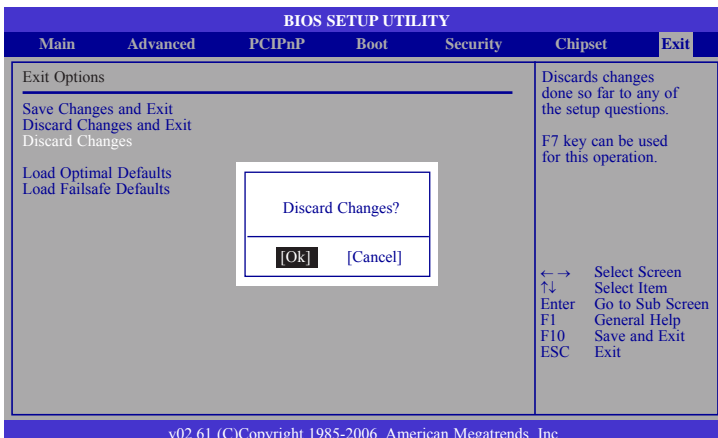 BIOS SETUP UTILITY
Main Advanced PCIPnP Boot Security Chipset Exit
Exit Options
Save Changes and Exit
Discard Changes and Exit
Discard Changes
Load Optimal Defaults
Load Failsafe Defaults
Discard Changes?
[Ok] [Cancel]
Discards changes
done so far to any of
the setup questions.
F7 key can be used
for this operation.
←→ Select Screen
↑↓ Select Item
Enter Go to Sub Screen
F1 General Help
F10 Save and Exit
ESC Exit
v02.61 (C)Copyright 1985-2006, American Megatrends, Inc